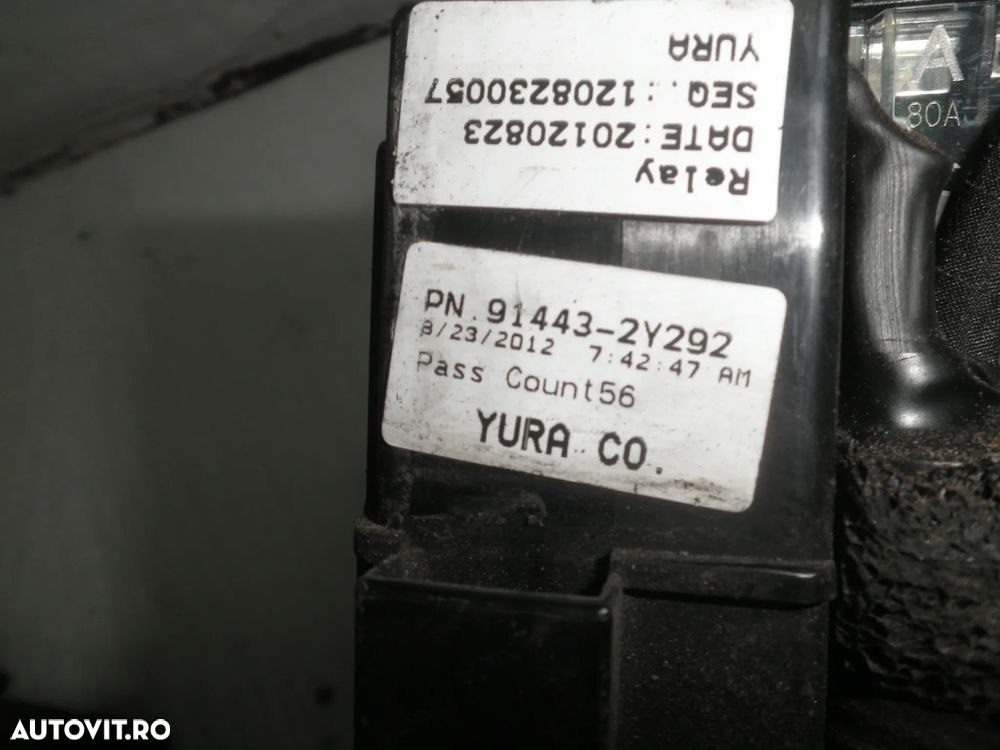 Relay
DATE:20120823
SEQ.:1208230057
YURA
A
80A
PN.91443-2Y292
8/23/2012 7:42:47 AM
Pass Count56
YURA CO.
AUTOVIT.RO